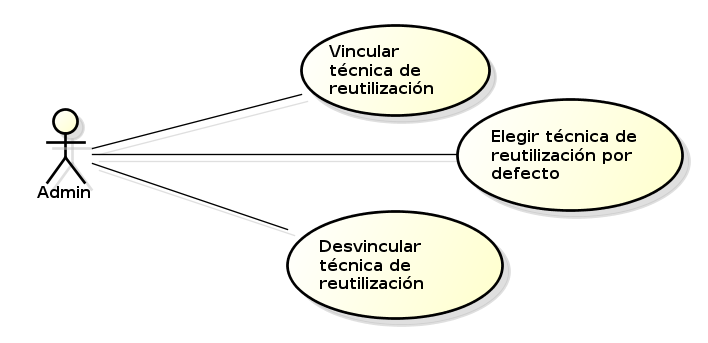 Vincular
técnica de
reutilización
Elegir técnica de
reutilización por
defecto
Admin
Desvincular
técnica de
reutilización